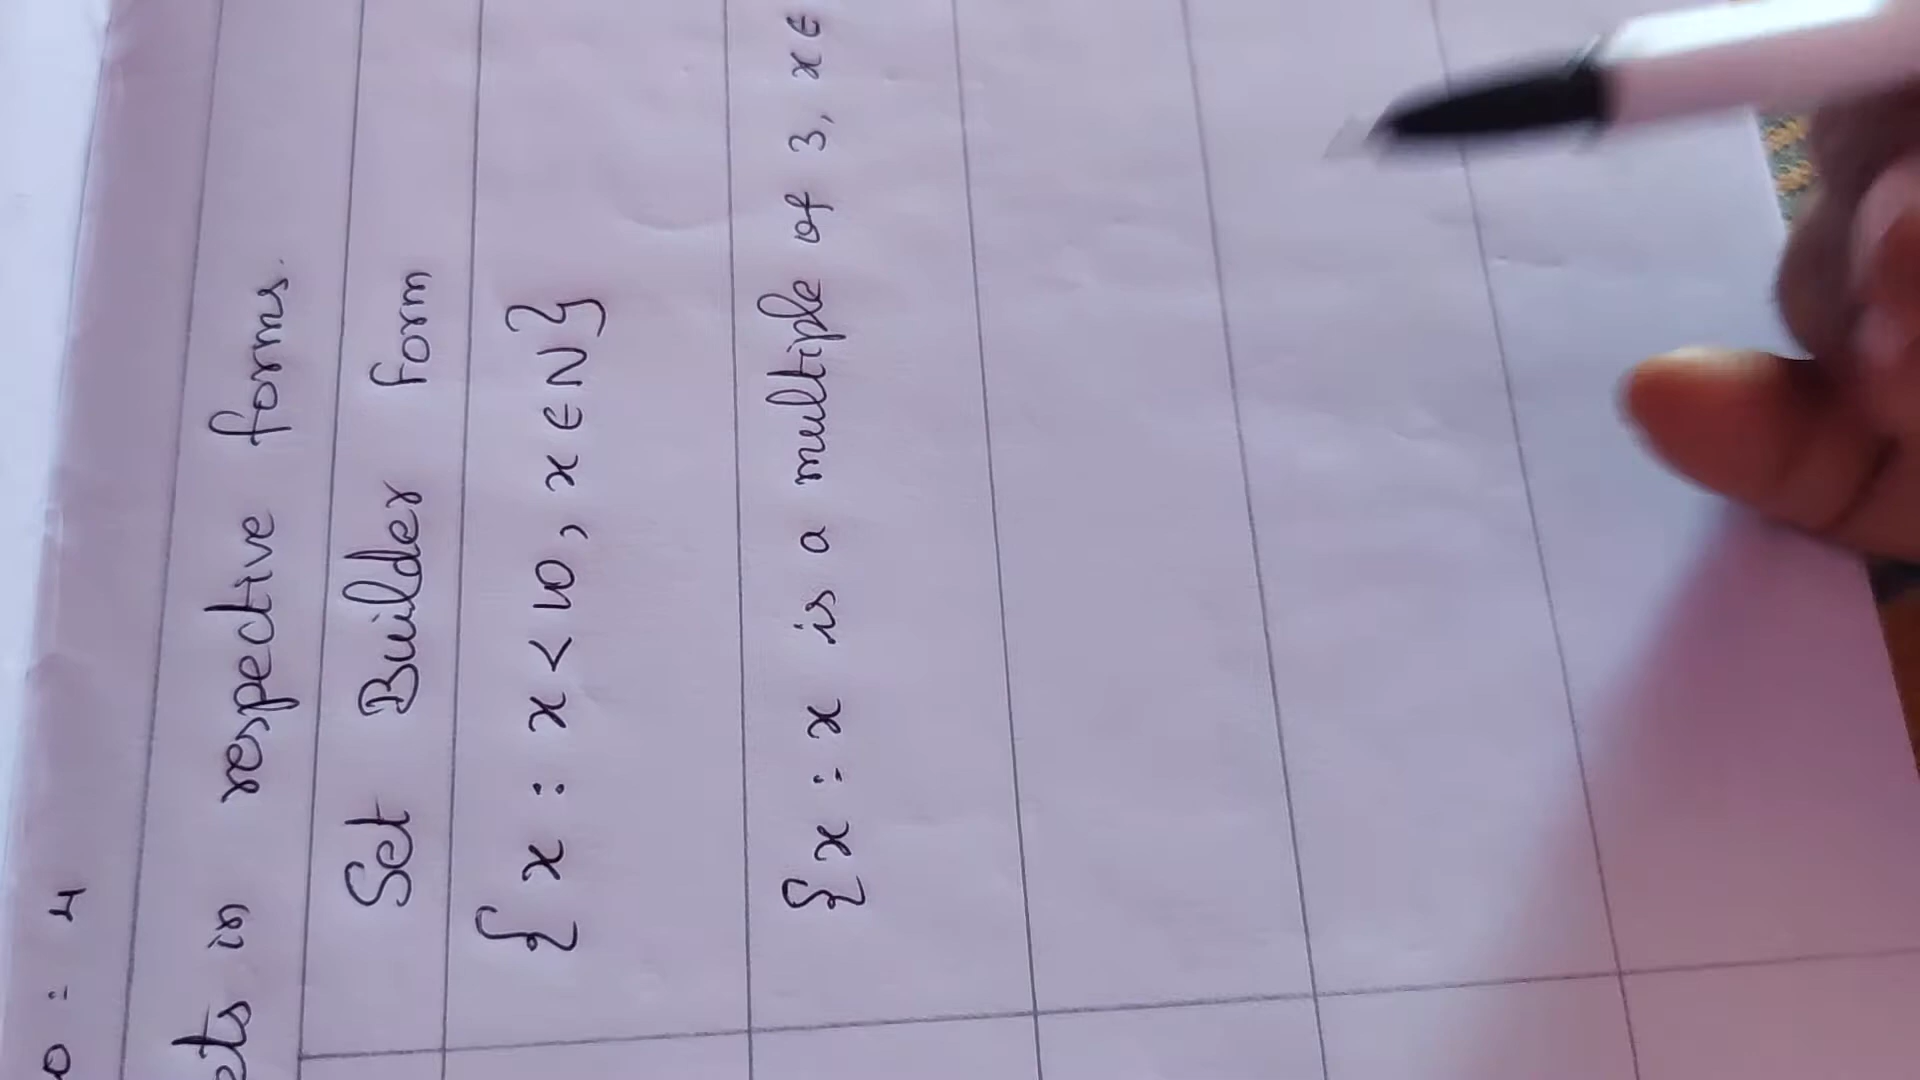 o : 4
ets in respective forms.
Set Builder form
{x : x < 10, x ∈ N}
{x : x is a multiple of 3, x ∈